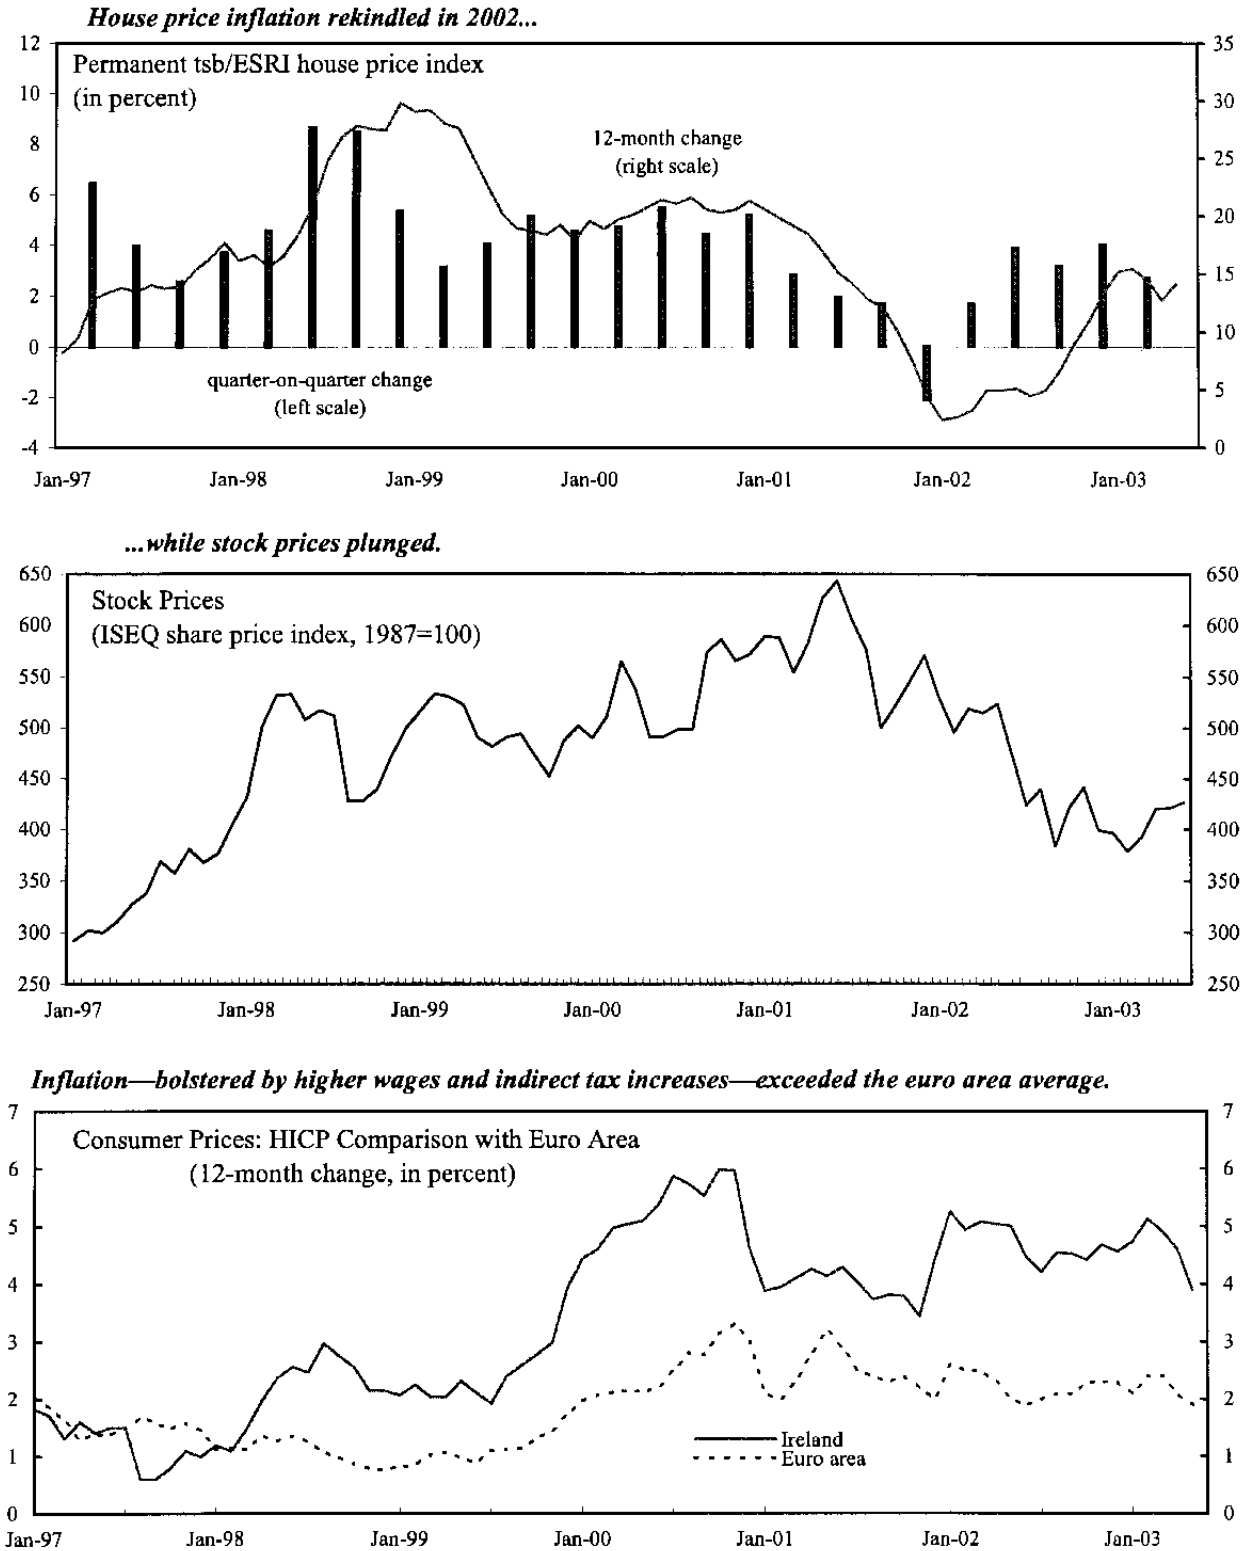 House price inflation rekindled in 2002...
12 35
Permanent tsb/ESRI house price index
(in percent)
10 30
8 25
12-month change
(right scale)
6 20
4 15
2
0 10
quarter-on-quarter change
(left scale)
-2 5
-4 0
Jan-97 Jan-98 Jan-99 Jan-00 Jan-01 Jan-02 Jan-03
...while stock prices plunged.
650 650
Stock Prices
(ISEQ share price index, 1987=100)
600 600
550 550
500 500
450 450
400 400
350 350
300 300
250 250
Jan-97 Jan-98 Jan-99 Jan-00 Jan-01 Jan-02 Jan-03
Inflation—bolstered by higher wages and indirect tax increases—exceeded the euro area average.
7 7
Consumer Prices: HICP Comparison with Euro Area
(12-month change, in percent)
6 6
5 5
4 4
3 3
2 2
Ireland
Euro area
1 1
0 0
Jan-97 Jan-98 Jan-99 Jan-00 Jan-01 Jan-02 Jan-03